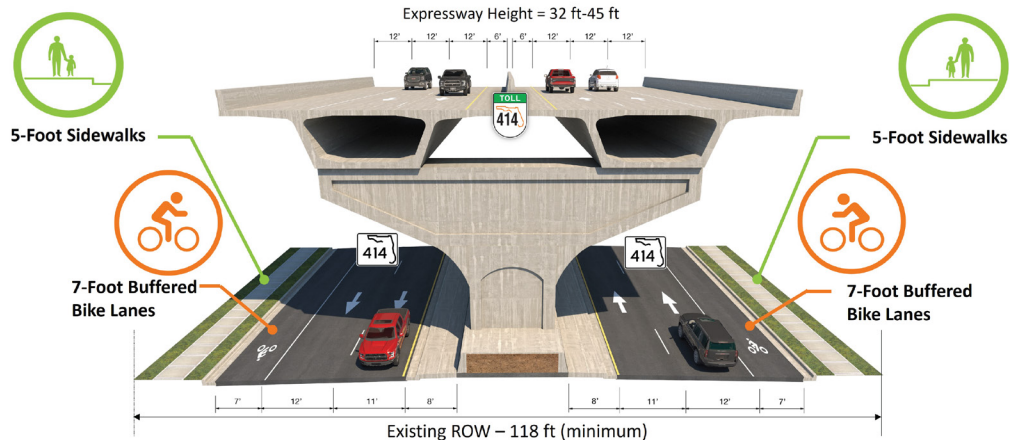 Expressway Height = 32 ft-45 ft
12' 12' 12' 6' 6' 12' 12' 12'
TOLL
414
5-Foot Sidewalks
5-Foot Sidewalks
414
414
7-Foot Buffered
Bike Lanes
7-Foot Buffered
Bike Lanes
7' 12' 11' 8' 8' 11' 12' 7'
Existing ROW – 118 ft (minimum)